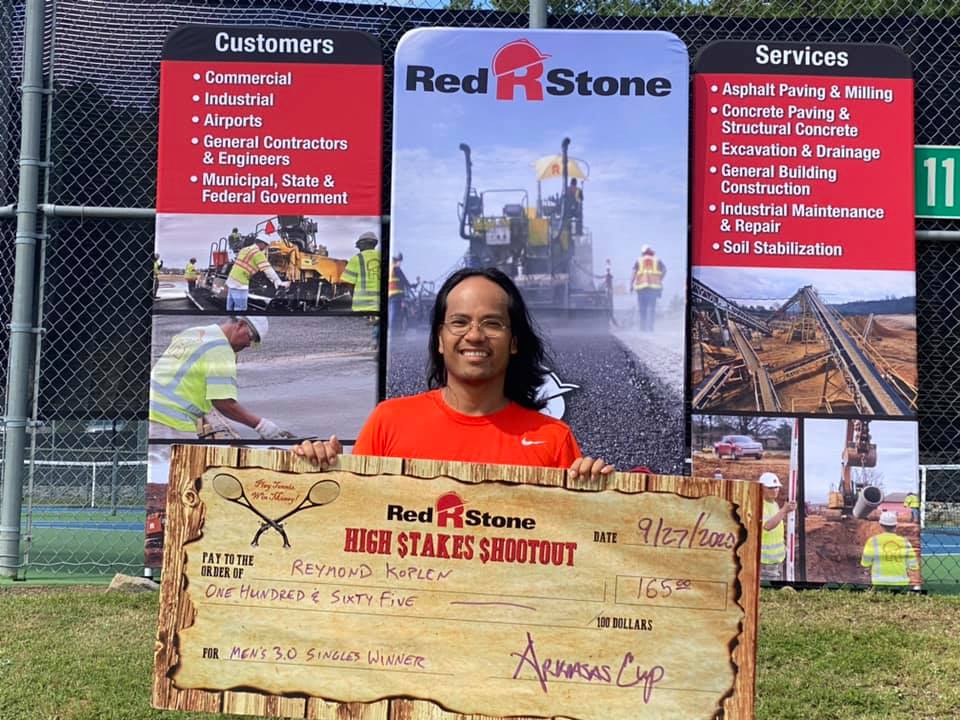 Customers
• Commercial
• Industrial
• Airports
• General Contractors
& Engineers
• Municipal, State &
Federal Government
Red R Stone
Services
• Asphalt Paving & Milling
• Concrete Paving &
Structural Concrete
• Excavation & Drainage
• General Building
Construction
• Industrial Maintenance
& Repair
• Soil Stabilization
11
Play Tennis,
Win Money!
Red R Stone
HIGH $TAKES $HOOTOUT
DATE 9/27/2020
PAY TO THE
ORDER OF REYMOND KOPLEN
165.00
ONE HUNDRED & SIXTY FIVE
/100 DOLLARS
FOR MEN'S 3.0 SINGLES WINNER
Arkansas Cup